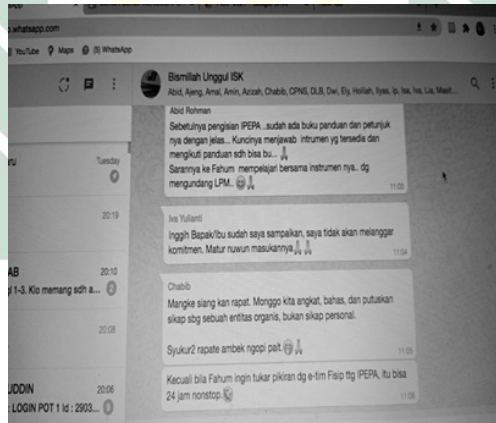 .whatsapp.com
YouTube Maps (5) WhatsApp
Bismillah Unggul ISK
Abid, Ajeng, Amal, Amin, Azizah, Chabib, CPNS, DLB, Dwi, Ely, Holilah, Ilyas, Ip, Isa, Iva, Lia, Masit...
Abid Rohman
Sebetulnya pengisian IPEPA ..sudah ada buku panduan dan petunjuk
nya dengan jelas... Kuncinya menjawab intrumen yg tersedia dan
mengikuti panduan sdh bisa bu... 🙏
Sarannya ke Fahum mempelajari bersama instrumen nya.. dg
mengundang LPM.. 😁🙏
11:03
Iva Yulianti
Inggih Bapak/Ibu sudah saya sampaikan, saya tidak akan melanggar
komitmen. Matur nuwun masukannya 🙏🙏
11:04
Chabib
Mangke siang kan rapat. Monggo kita angkat, bahas, dan putuskan
sikap sbg sebuah entitas organis, bukan sikap personal.
Syukur2 rapate ambek ngopi pait 😁🙏
11:05
Kecuali bila Fahum ingin tukar pikiran dg e-tim Fisip ttg IPEPA, itu bisa
24 jam nonstop.
11:06
Tuesday
20:19
AB 20:10
1-3. Kio memang sdh a...
20:08
UDDIN 20:06
: LOGIN POT 1 Id : 2903...